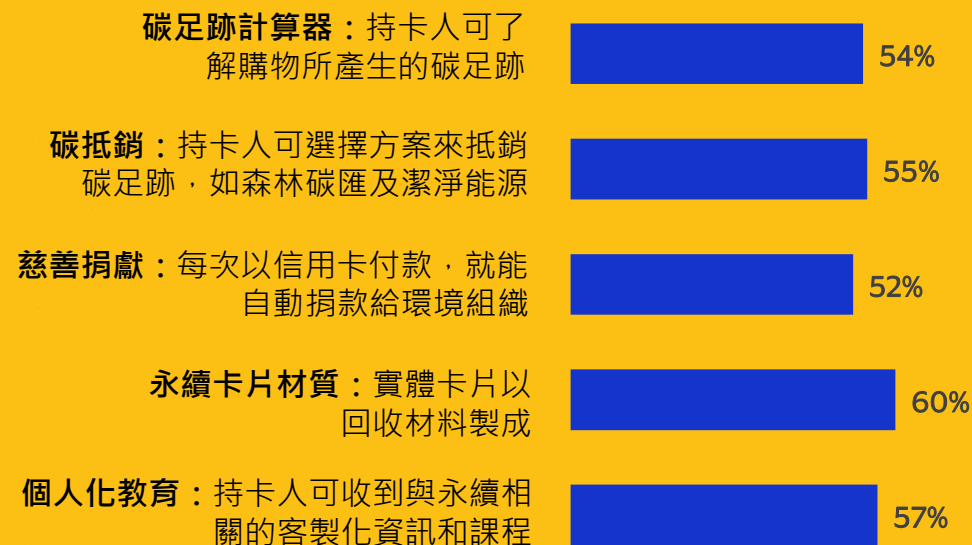 碳足跡計算器：持卡人可了
解購物所產生的碳足跡
54%
碳抵銷：持卡人可選擇方案來抵銷
碳足跡，如森林碳匯及潔淨能源
55%
慈善捐獻：每次以信用卡付款，就能
自動捐款給環境組織
52%
永續卡片材質：實體卡片以
回收材料製成
60%
個人化教育：持卡人可收到與永續相
關的客製化資訊和課程
57%